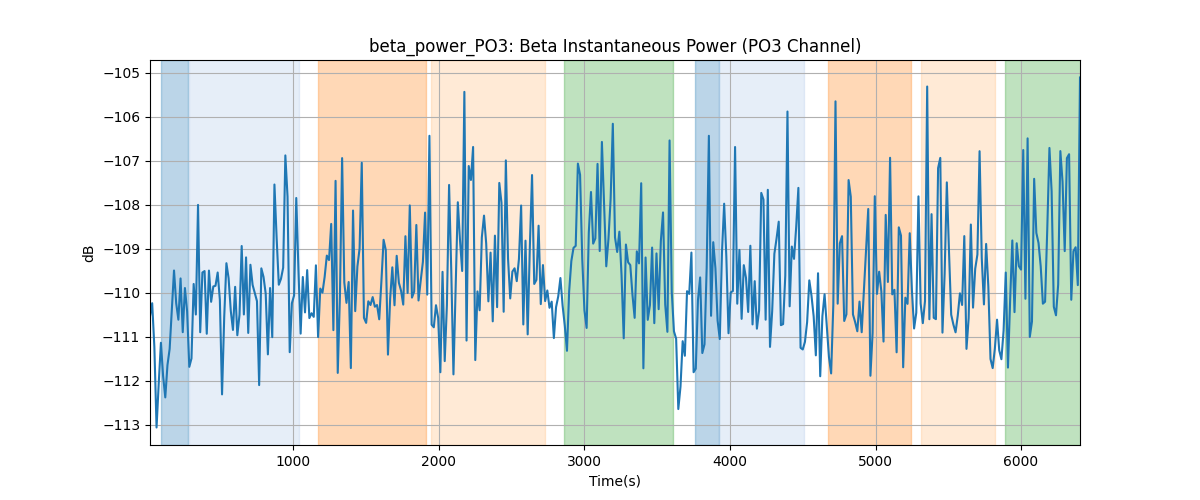 beta_power_PO3: Beta Instantaneous Power (PO3 Channel)
−105
−106
−107
−108
−109
−110
−111
−112
−113
dB
1000 2000 3000 4000 5000 6000
Time(s)